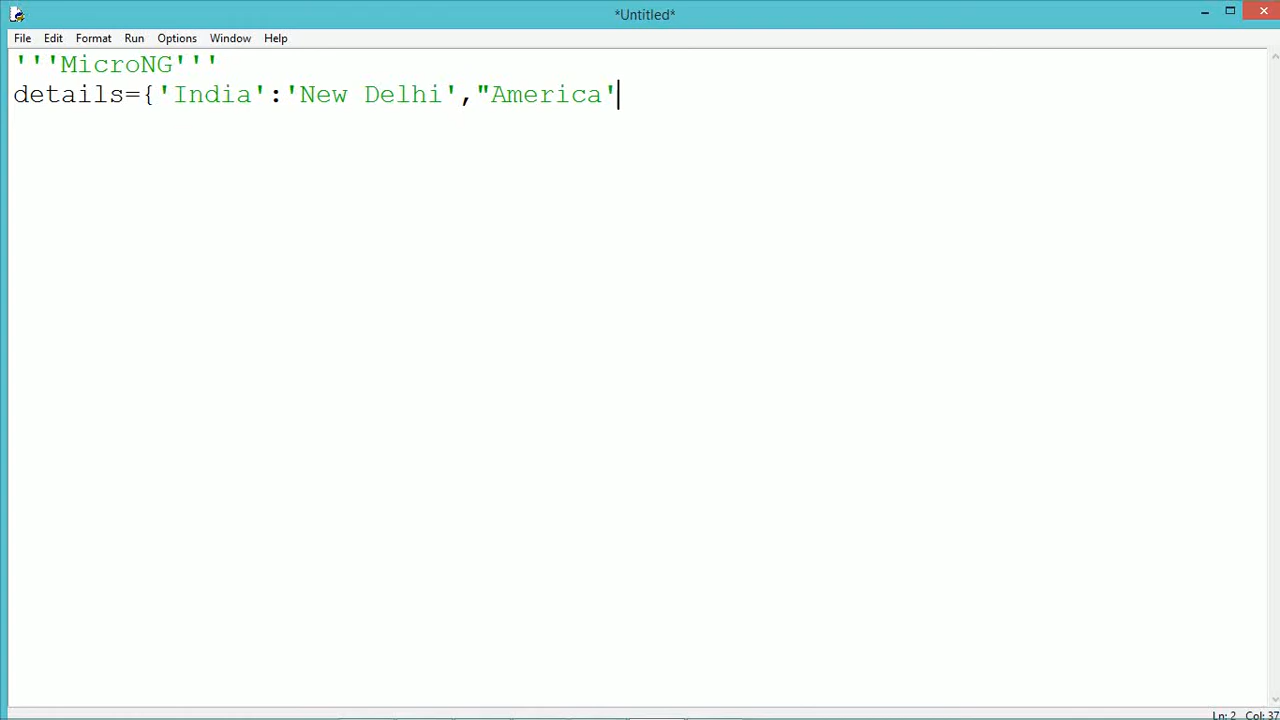 *Untitled*
File Edit Format Run Options Window Help
'''MicroNG'''
details={'India':'New Delhi',"America'
Ln: 2 Col: 37